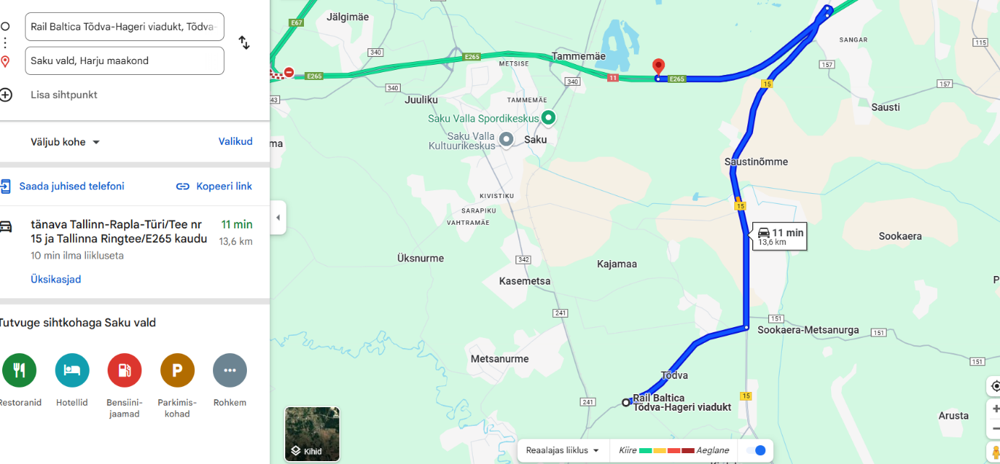 Rail Baltica Tõdva-Hageri viadukt, Tõdva-
Saku vald, Harju maakond
Lisa sihtpunkt
Väljub kohe
Valikud
Saada juhised telefoni
Kopeeri link
tänava Tallinn-Rapla-Türi/Tee nr
15 ja Tallinna Ringtee/E265 kaudu
11 min
13,6 km
10 min ilma liikluseta
Üksikasjad
Tutvuge sihtkohaga Saku vald
Restoranid
Hotellid
Bensiini-
jaamad
P
Parkimis-
kohad
Rohkem
Jälgimäe
E67
340
E265
METSISE
Tammemäe
SANGAR
115
157
E265
340
11
E265
340
15
157
43
Juuliku
TAMMEMÄE
Sausti
Saku Valla Spordikeskus
Saku Valla
Kultuurikeskus
Saku
ma
Saustinõmme
KIVISTIKU
SARAPIKU
VAHTRAMÄE
15
11 min
13,6 km
Sookaera
Üksnurme
342
Kajamaa
Kasemetsa
P
241
151
Sookaera-Metsanurga
151
Metsanurme
151
Tõdva
Rail Baltica
Tõdva-Hageri viadukt
241
15
Arusta
Kihid
Reaalajas liiklus
Kiire
Aeglane